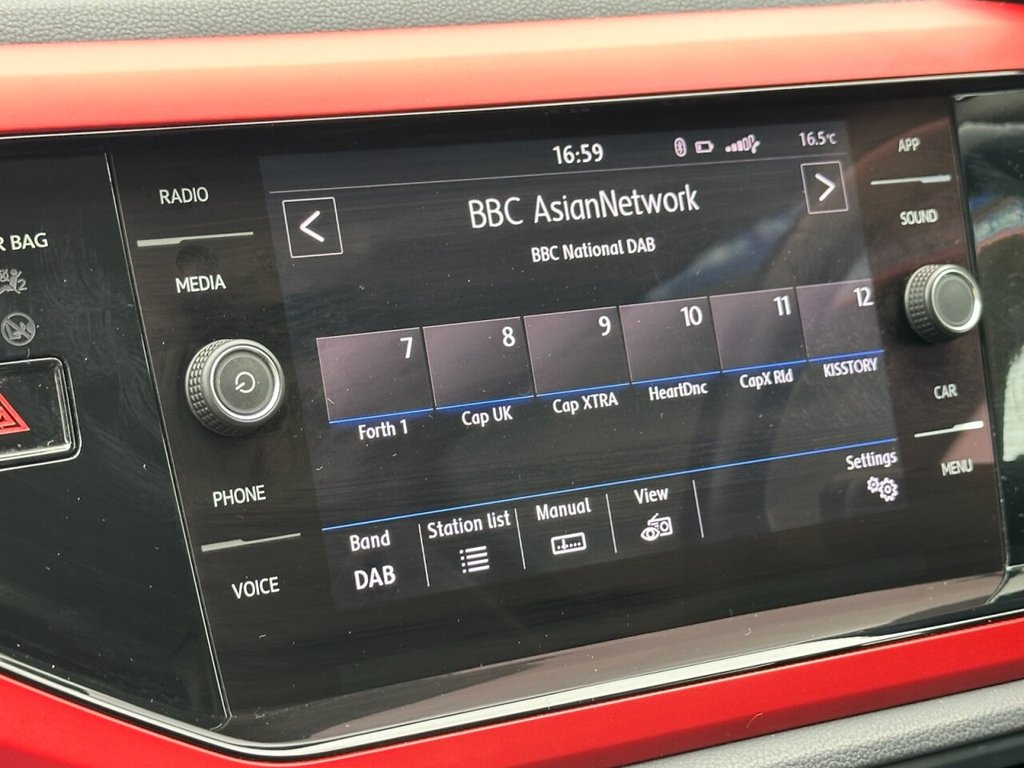 16:59
16.5°C
APP
RADIO
BBC AsianNetwork
SOUND
R BAG
BBC National DAB
MEDIA
7 8 9 10 11 12
Forth 1 Cap UK Cap XTRA HeartDnc CapX Rld KISSTORY
CAR
Settings
MENU
PHONE
Band Station list Manual View
DAB
VOICE